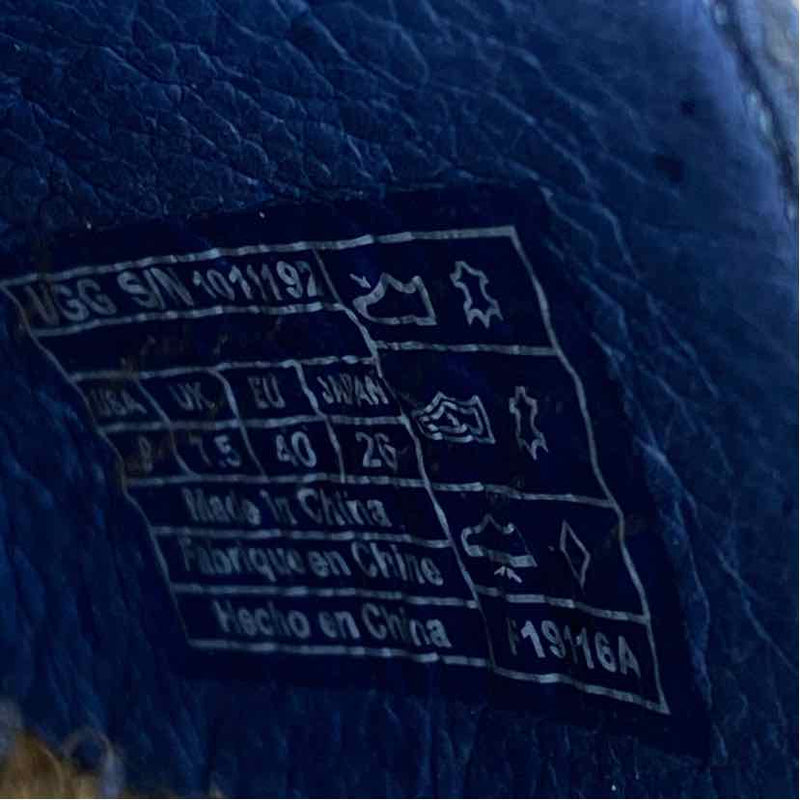 UGG S/N 1011192
USA UK EU JAPAN
8 7.5 40 26
Made in China
Fabrique en Chine
Hecho en China
F19116A